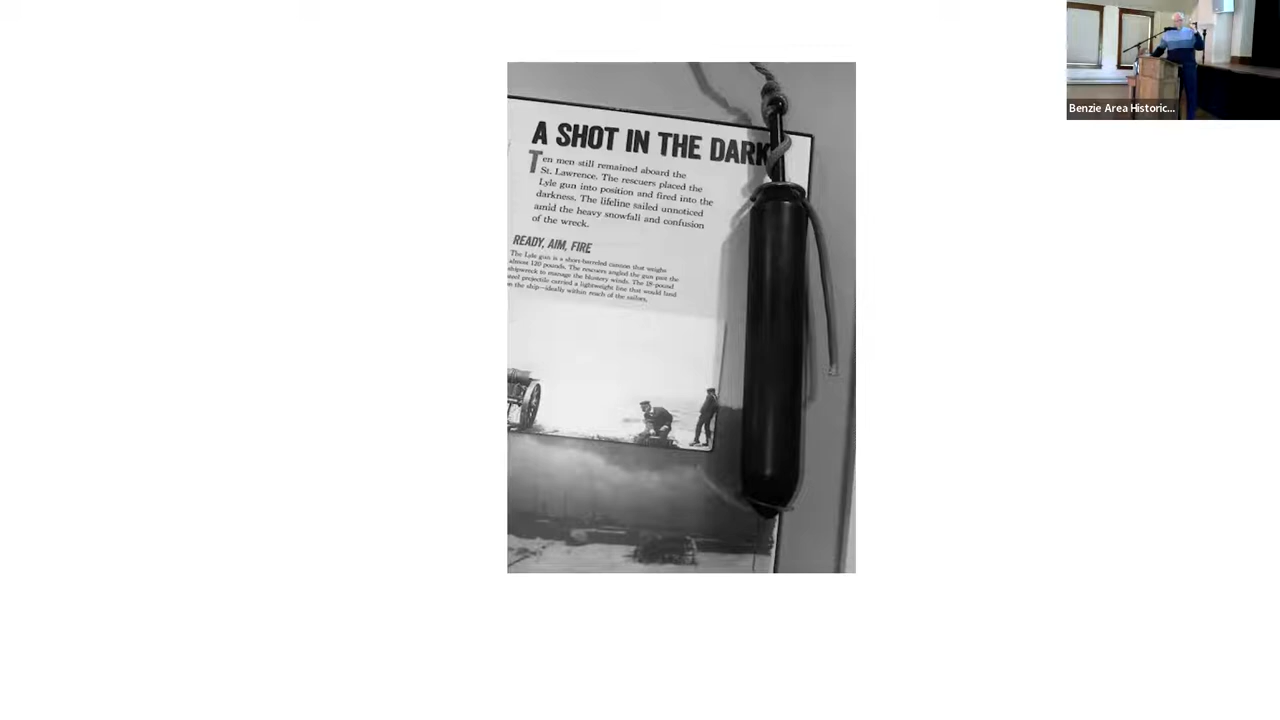 A SHOT IN THE DARK
Ten men still remained aboard the
St. Lawrence. The rescuers placed the
Lyle gun into position and fired into the
darkness. The lifeline sailed unnoticed
amid the heavy snowfall and confusion
of the wreck.
READY, AIM, FIRE
The Lyle gun is a short-barreled cannon that weighs
almost 120 pounds. The rescuers angled the gun past the
shipwreck to manage the blustery winds. The 18-pound
steel projectile carried a lightweight line that would land
on the ship—ideally within reach of the sailors.
Benzie Area Historic...